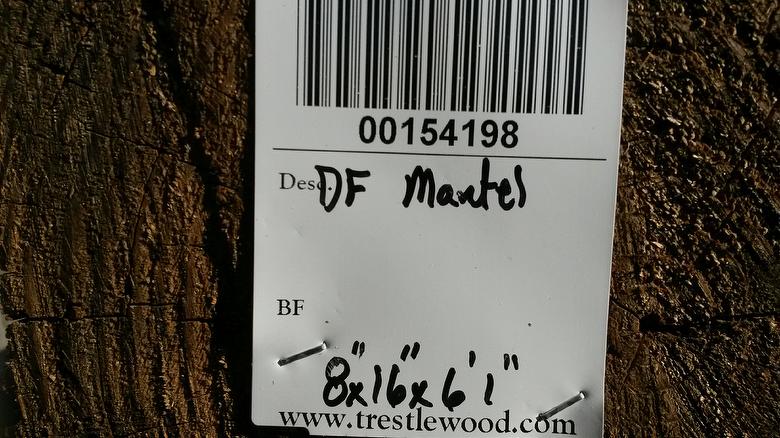 00154198
Desc. DF Mantel
BF
8"x16"x6'1"
www.trestlewood.com